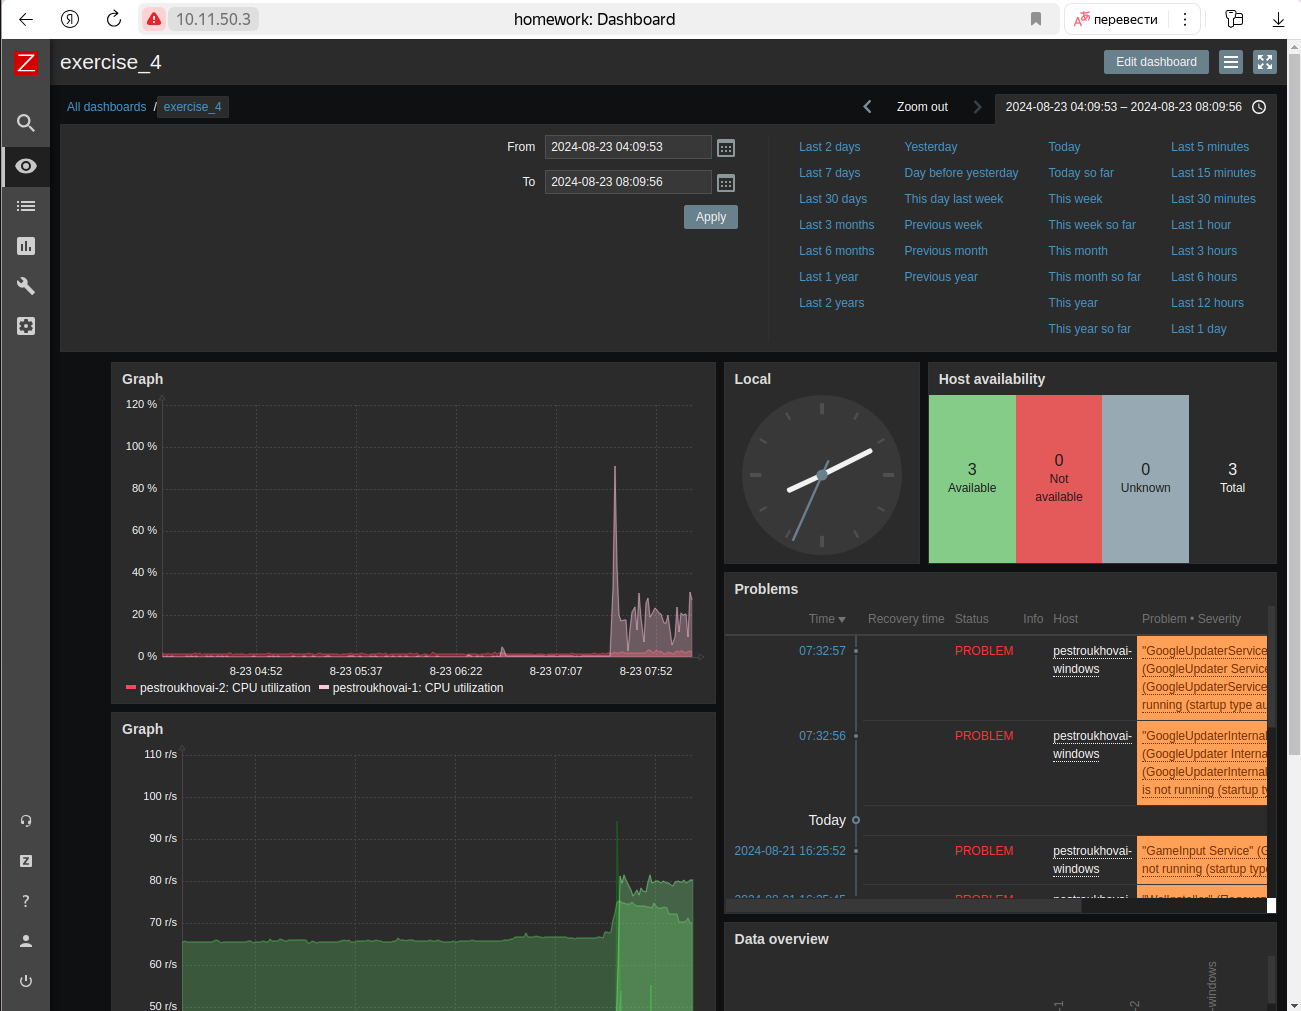 10.11.50.3
homework: Dashboard
перевести
exercise_4
Edit dashboard
All dashboards / exercise_4
Zoom out
2024-08-23 04:09:53 – 2024-08-23 08:09:56
From 2024-08-23 04:09:53
To 2024-08-23 08:09:56
Apply
Last 2 days Yesterday Today Last 5 minutes
Last 7 days Day before yesterday Today so far Last 15 minutes
Last 30 days This day last week This week Last 30 minutes
Last 3 months Previous week This week so far Last 1 hour
Last 6 months Previous month This month Last 3 hours
Last 1 year Previous year This month so far Last 6 hours
Last 2 years This year Last 12 hours
This year so far Last 1 day
Graph
120 %
100 %
80 %
60 %
40 %
20 %
0 %
8-23 04:52 8-23 05:37 8-23 06:22 8-23 07:07 8-23 07:52
pestroukhovai-2: CPU utilization pestroukhovai-1: CPU utilization
Local
Host availability
3
Available
0
Not
available
0
Unknown
3
Total
Problems
Time Recovery time Status Info Host Problem • Severity
07:32:57 PROBLEM pestroukhovai-
windows
"GoogleUpdaterService
(GoogleUpdater Service
(GoogleUpdaterService
running (startup type au
07:32:56 PROBLEM pestroukhovai-
windows
"GoogleUpdaterInternal
(GoogleUpdater Interna
(GoogleUpdaterInternal
is not running (startup ty
Today
2024-08-21 16:25:52 PROBLEM pestroukhovai-
windows
"GameInput Service" (G
not running (startup type
Graph
110 r/s
100 r/s
90 r/s
80 r/s
70 r/s
60 r/s
50 r/s
Data overview
-1
-2
-windows